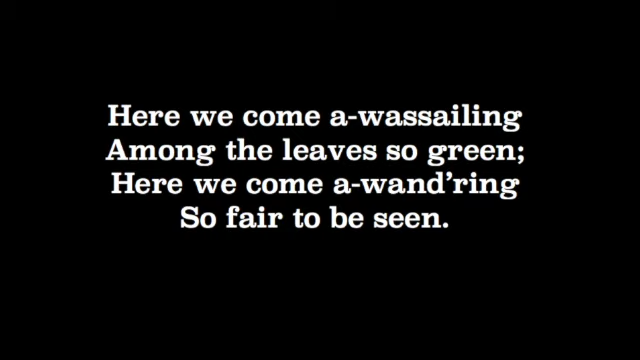 Here we come a-wassailing
Among the leaves so green;
Here we come a-wand’ring
So fair to be seen.